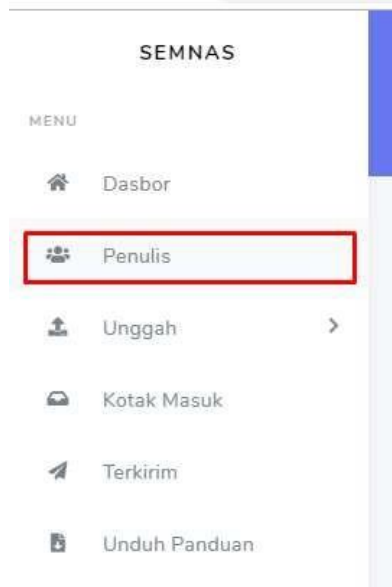 SEMNAS
MENU
Dasbor
Penulis
Unggah
Kotak Masuk
Terkirim
Unduh Panduan